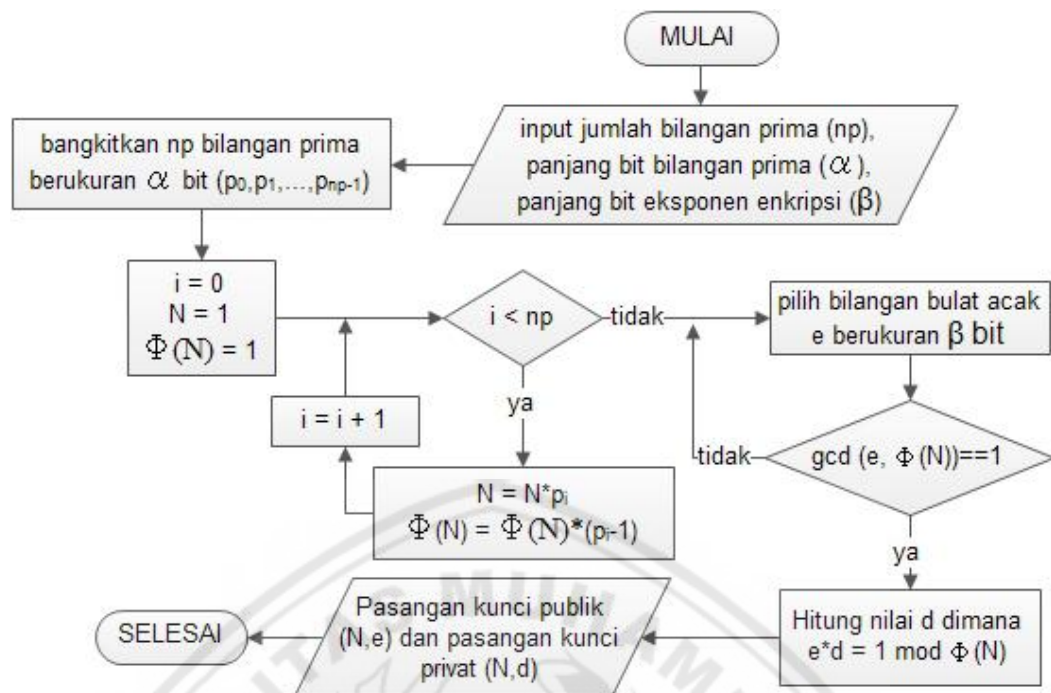 MULAI
input jumlah bilangan prima (np),
panjang bit bilangan prima (α),
panjang bit eksponen enkripsi (β)
bangkitkan np bilangan prima
berukuran α bit (p₀,p₁,...,pₙₚ₋₁)
i = 0
N = 1
Φ(N) = 1
i < np
tidak
ya
i = i + 1
N = N*pᵢ
Φ(N) = Φ(N)*(pᵢ-1)
pilih bilangan bulat acak
e berukuran β bit
gcd (e, Φ(N))==1
tidak
ya
Hitung nilai d dimana
e*d = 1 mod Φ(N)
Pasangan kunci publik
(N,e) dan pasangan kunci
privat (N,d)
SELESAI
ITAS MUHAM